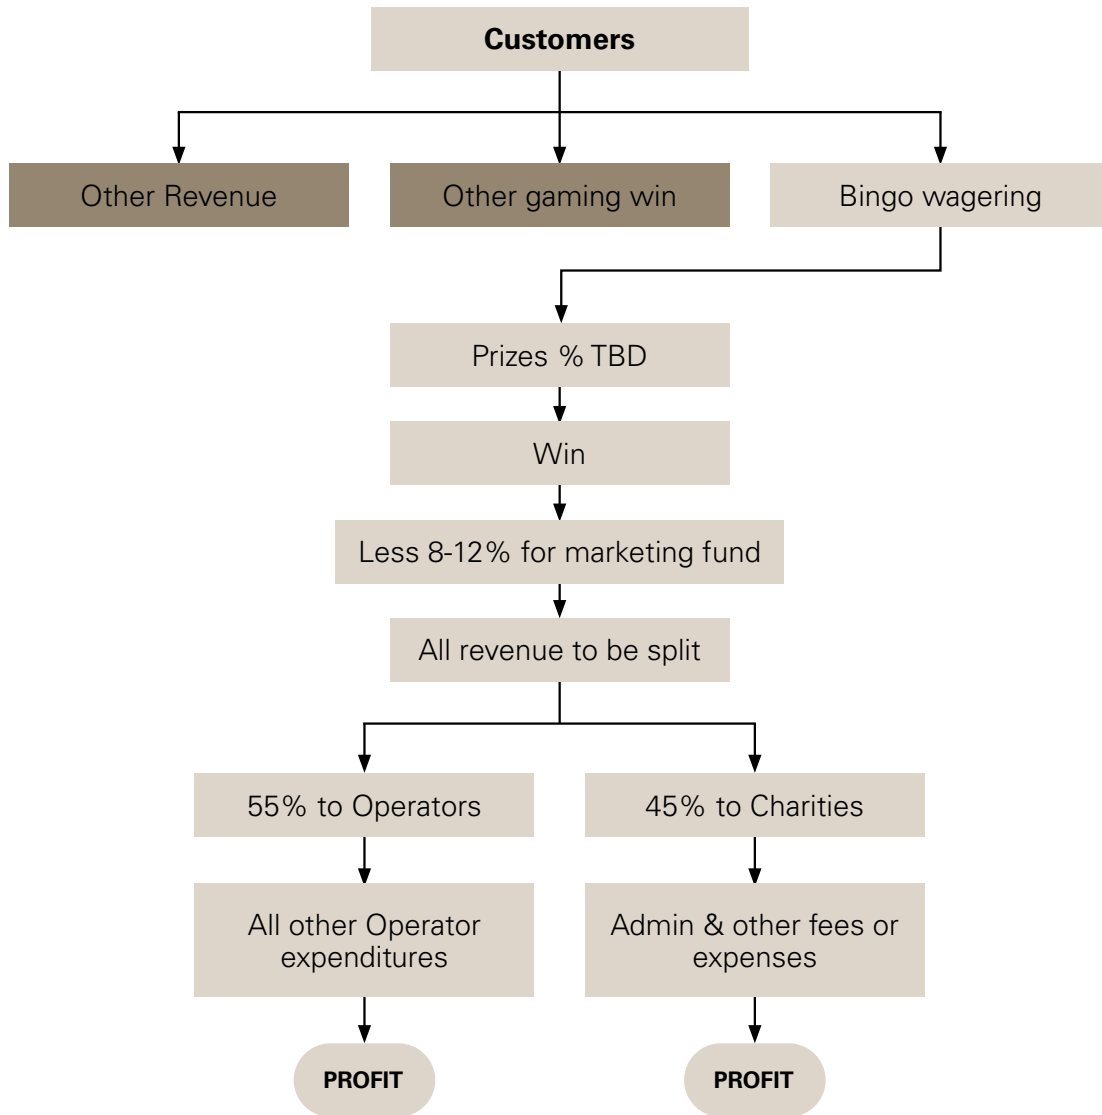 Customers
Other Revenue
Other gaming win
Bingo wagering
Prizes % TBD
Win
Less 8-12% for marketing fund
All revenue to be split
55% to Operators
45% to Charities
All other Operator
expenditures
Admin & other fees or
expenses
PROFIT
PROFIT